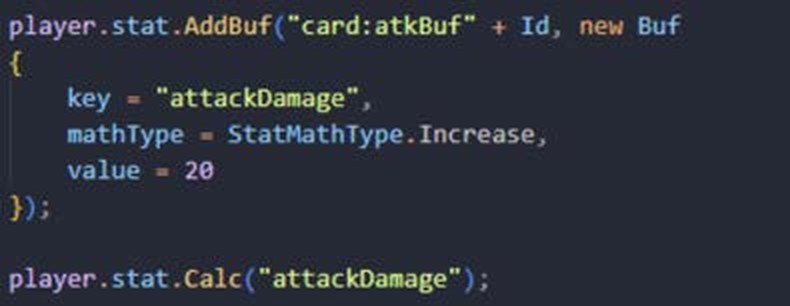 player.stat.AddBuf("card:atkBuf" + Id, new Buf
{
    key = "attackDamage",
    mathType = StatMathType.Increase,
    value = 20
});

player.stat.Calc("attackDamage");